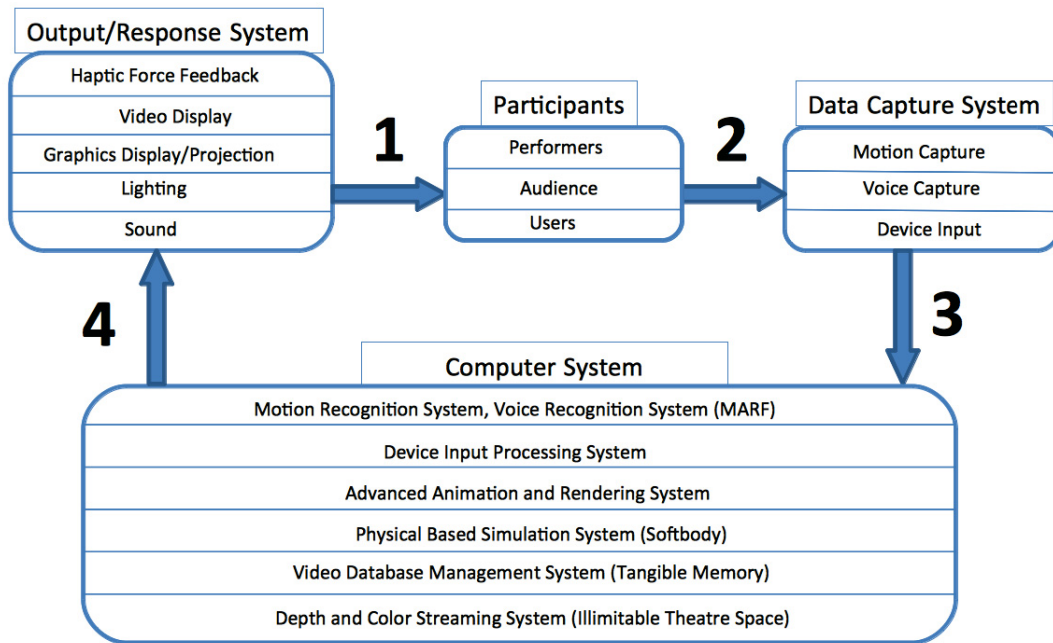 Output/Response System
Haptic Force Feedback
Video Display
Graphics Display/Projection
Lighting
Sound
1
Participants
Performers
Audience
Users
2
Data Capture System
Motion Capture
Voice Capture
Device Input
3
4
Computer System
Motion Recognition System, Voice Recognition System (MARF)
Device Input Processing System
Advanced Animation and Rendering System
Physical Based Simulation System (Softbody)
Video Database Management System (Tangible Memory)
Depth and Color Streaming System (Illimitable Theatre Space)